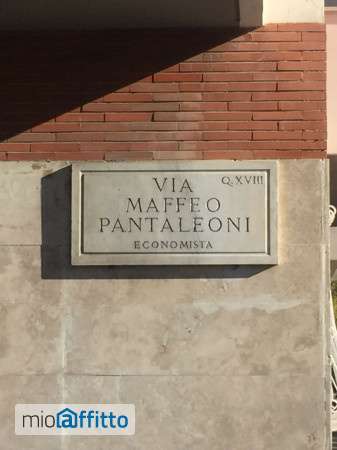 VIA Q.XVIII
MAFFEO
PANTALEONI
ECONOMISTA
mioaffitto